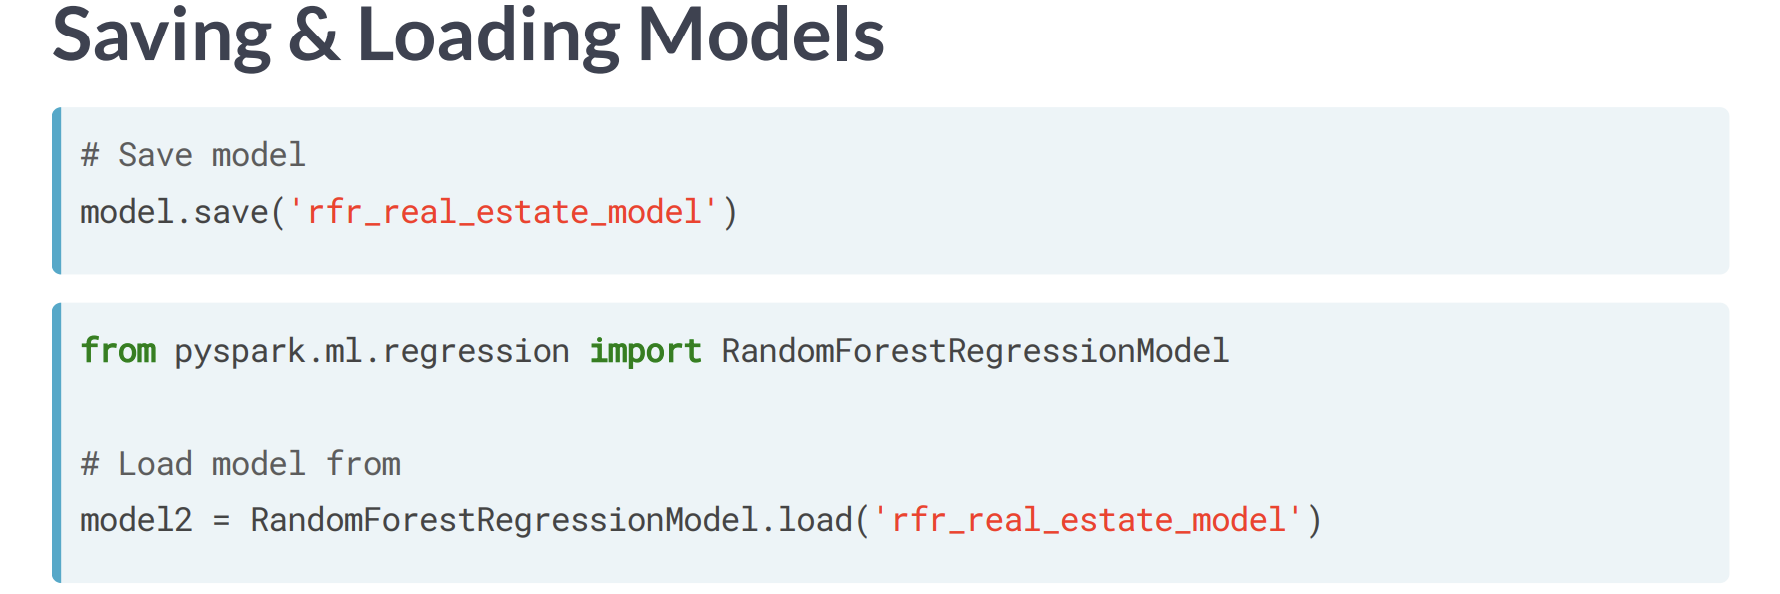 Saving & Loading Models
# Save model
model.save('rfr_real_estate_model')
from pyspark.ml.regression import RandomForestRegressionModel
# Load model from
model2 = RandomForestRegressionModel.load('rfr_real_estate_model')